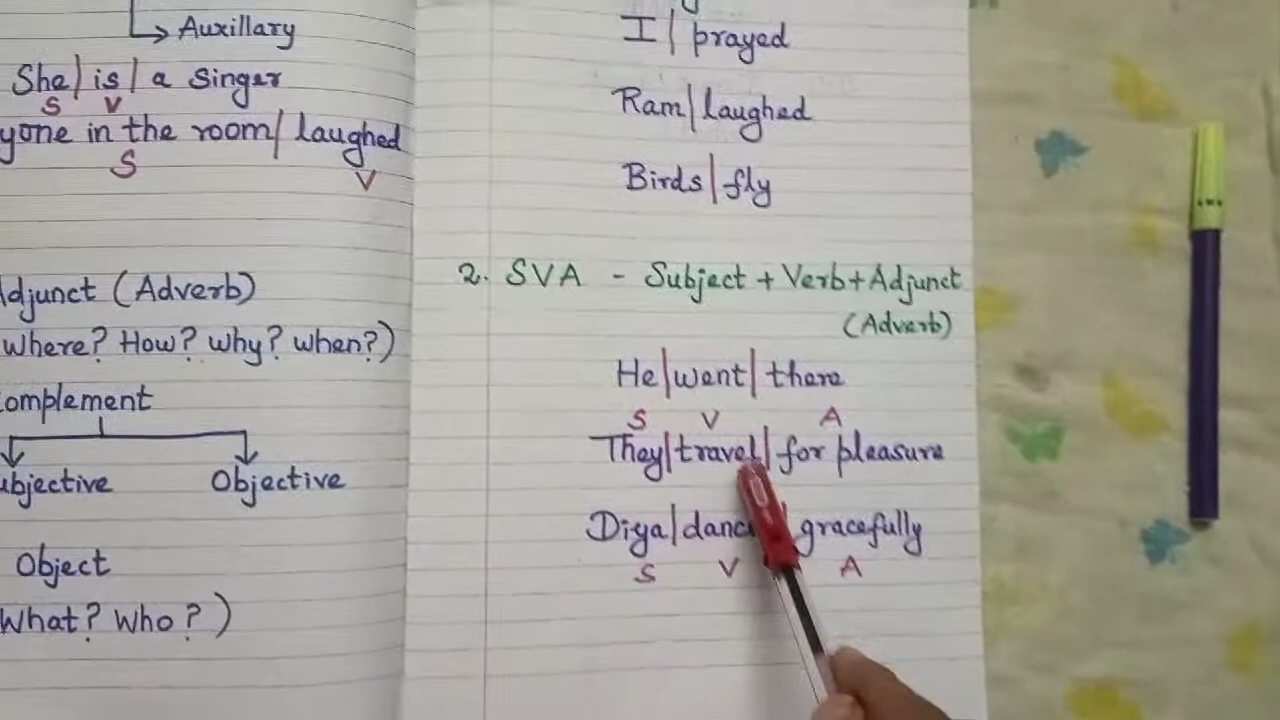 Auxillary
She | is | a singer
S V
yone in the room | laughed
S
V
djunct (Adverb)
Where? How? why? when?)
omplement
bjective Objective
Object
What? Who?)
I | prayed
Ram | laughed
Birds | fly
2. SVA - Subject + Verb + Adjunct
(Adverb)
He | went | there
S V A
They | travel | for pleasure
Diya | danc | gracefully
S V A